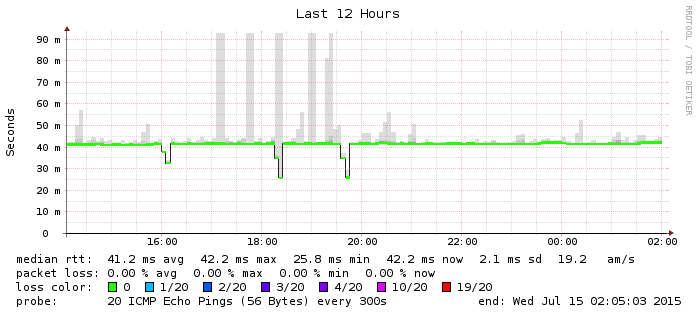 Last 12 Hours
RRDTOOL / TOBI OETIKER
Seconds
90 m
80 m
70 m
60 m
50 m
40 m
30 m
20 m
10 m
0
16:00 18:00 20:00 22:00 00:00 02:00
median rtt: 41.2 ms avg 42.2 ms max 25.8 ms min 42.2 ms now 2.1 ms sd 19.2 am/s
packet loss: 0.00 % avg 0.00 % max 0.00 % min 0.00 % now
loss color: 0 1/20 2/20 3/20 4/20 10/20 19/20
probe: 20 ICMP Echo Pings (56 Bytes) every 300s end: Wed Jul 15 02:05:03 2015